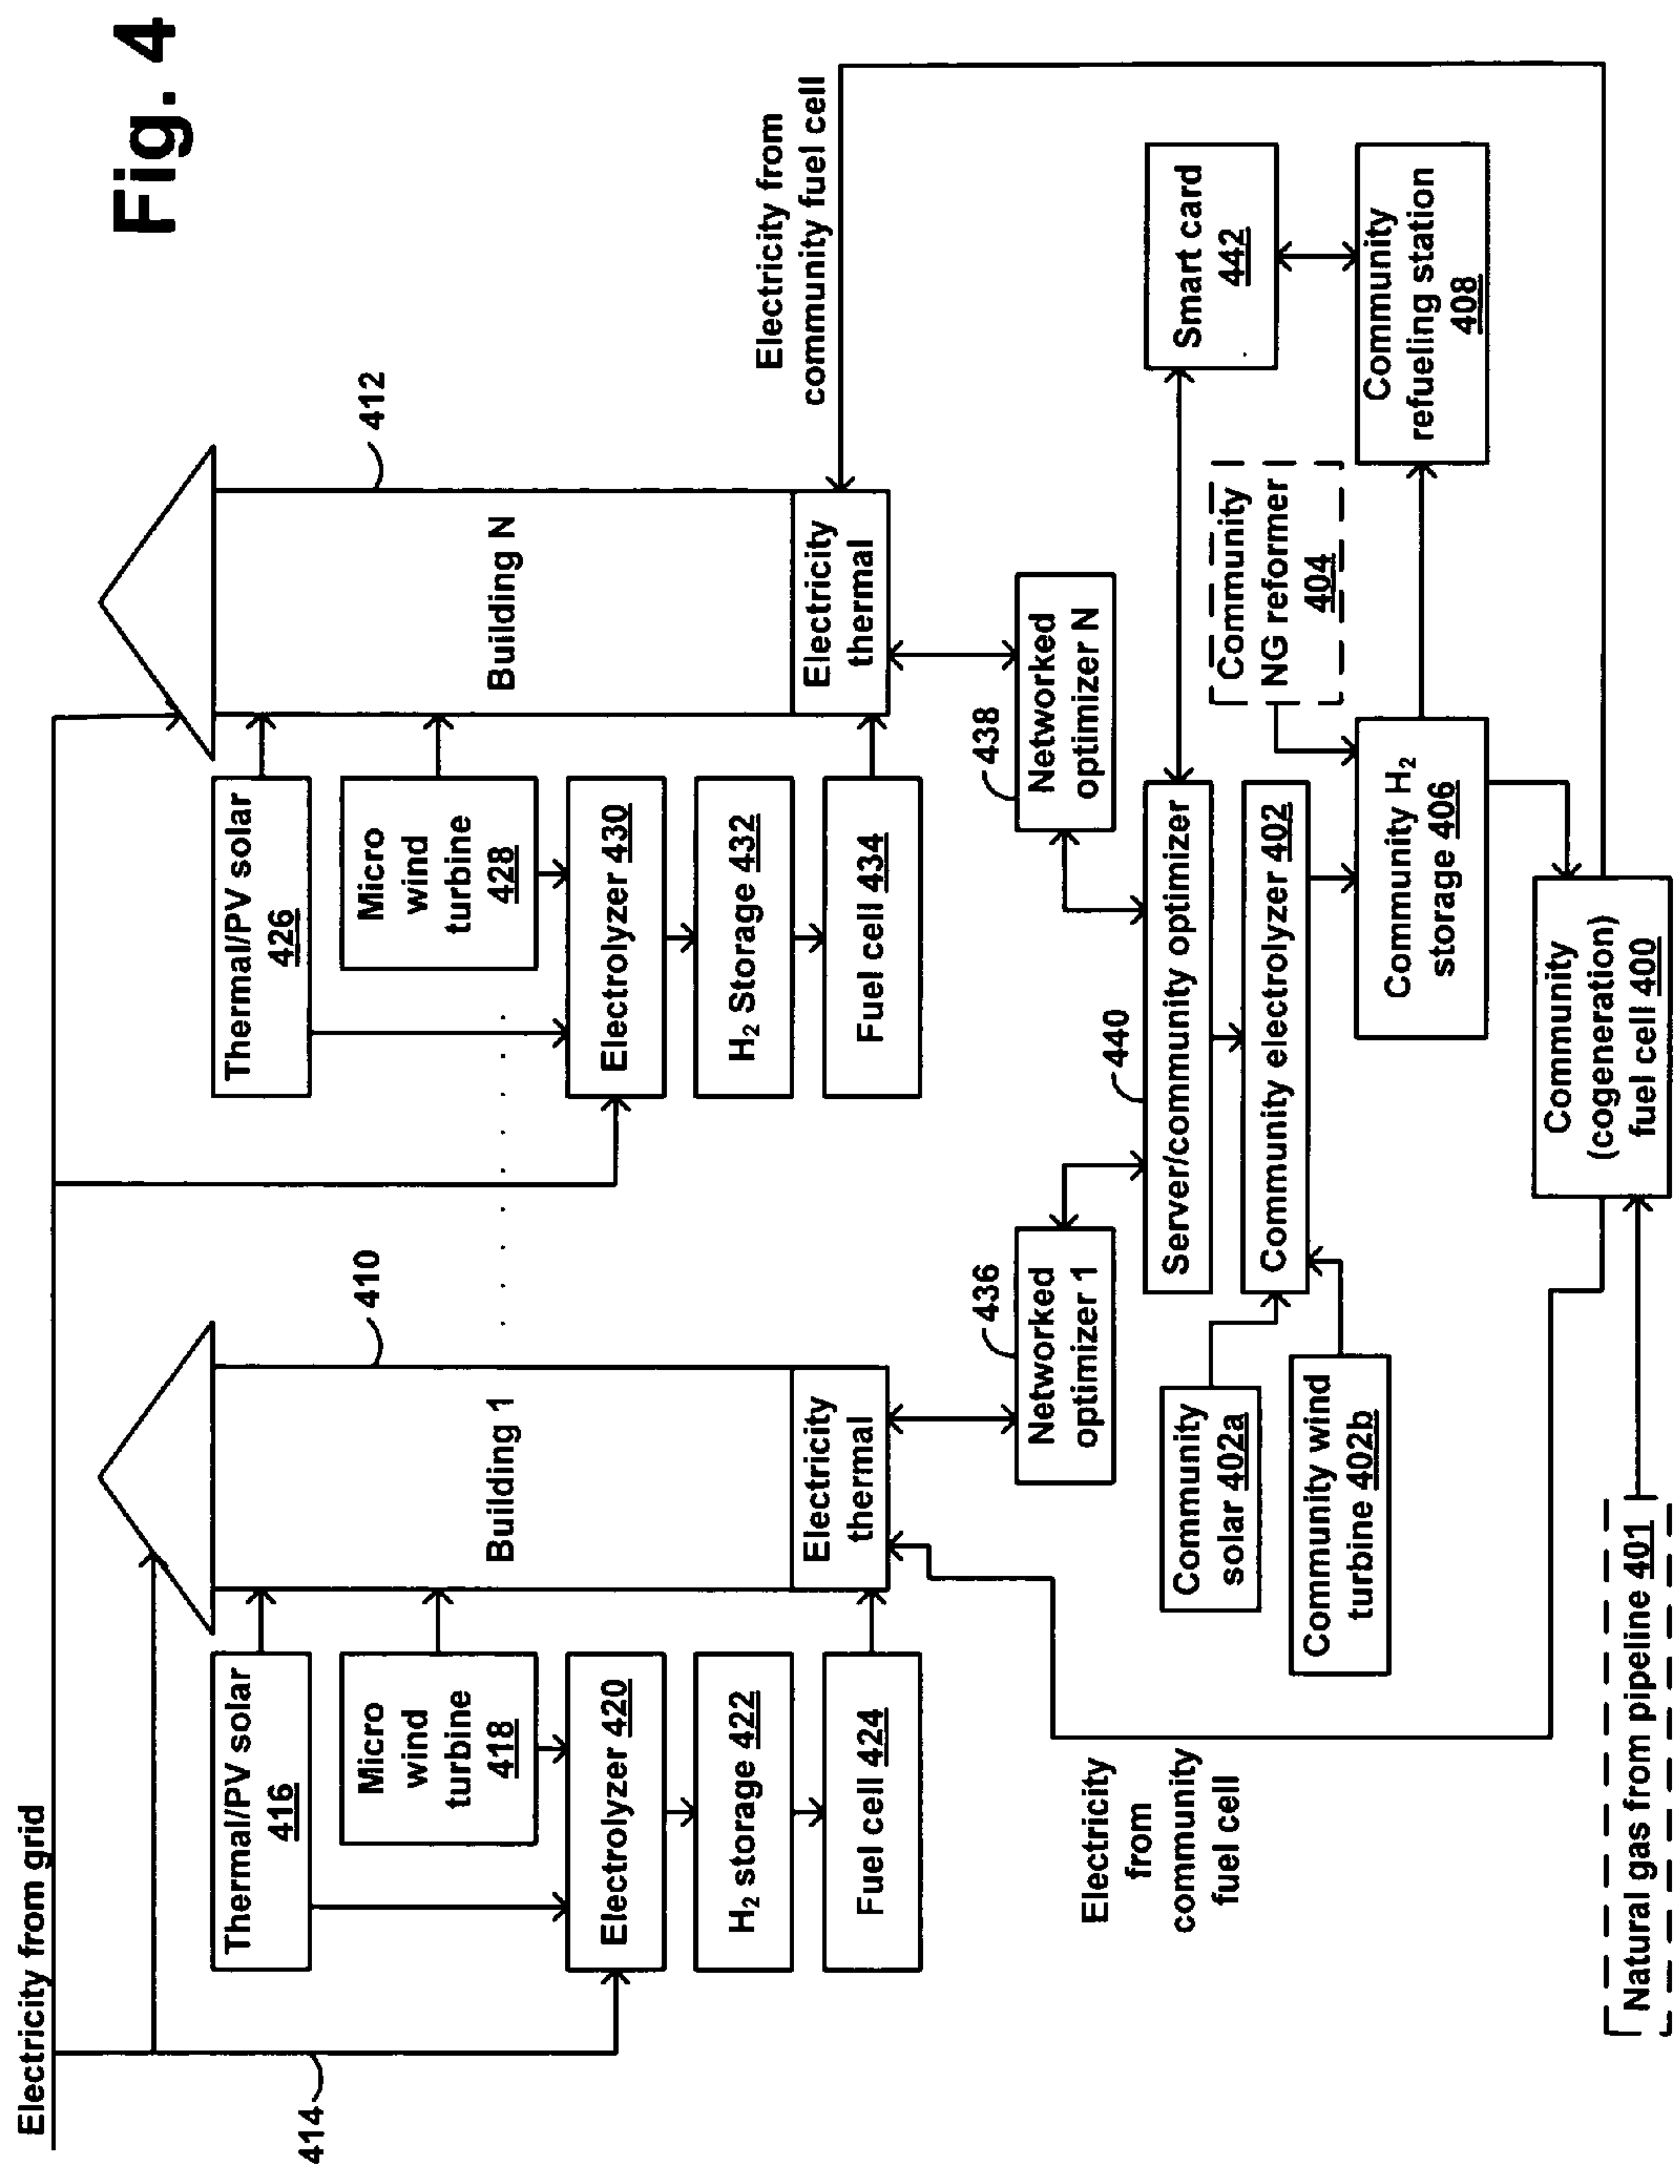 Fig. 4
Electricity from grid
414
Thermal/PV solar
416
Micro
wind
turbine
418
Electrolyzer 420
H₂ storage 422
Fuel cell 424
410
Building 1
Electricity
thermal
Thermal/PV solar
426
Micro
wind
turbine
428
Electrolyzer 430
H₂ Storage 432
Fuel cell 434
412
Building N
Electricity
thermal
Electricity from
community fuel cell
Electricity
from
community
fuel cell
436
Networked
optimizer 1
438
Networked
optimizer N
440
Server/community optimizer
Community electrolyzer 402
Community
solar 402a
Community wind
turbine 402b
Smart card
442
Community
NG reformer
404
Community H₂
storage 406
Community
refueling station
408
Community
(cogeneration)
fuel cell 400
Natural gas from pipeline 401